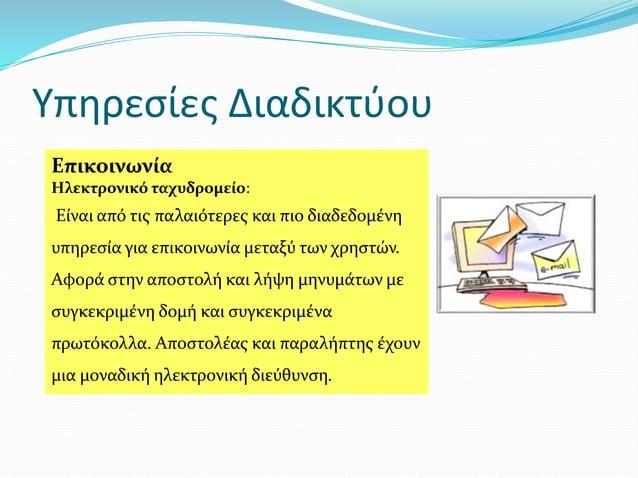 Υπηρεσίες Διαδικτύου
Επικοινωνία
Ηλεκτρονικό ταχυδρομείο:
Είναι από τις παλαιότερες και πιο διαδεδομένη
υπηρεσία για επικοινωνία μεταξύ των χρηστών.
Αφορά στην αποστολή και λήψη μηνυμάτων με
συγκεκριμένη δομή και συγκεκριμένα
πρωτόκολλα. Αποστολέας και παραλήπτης έχουν
μια μοναδική ηλεκτρονική διεύθυνση.
e-mail